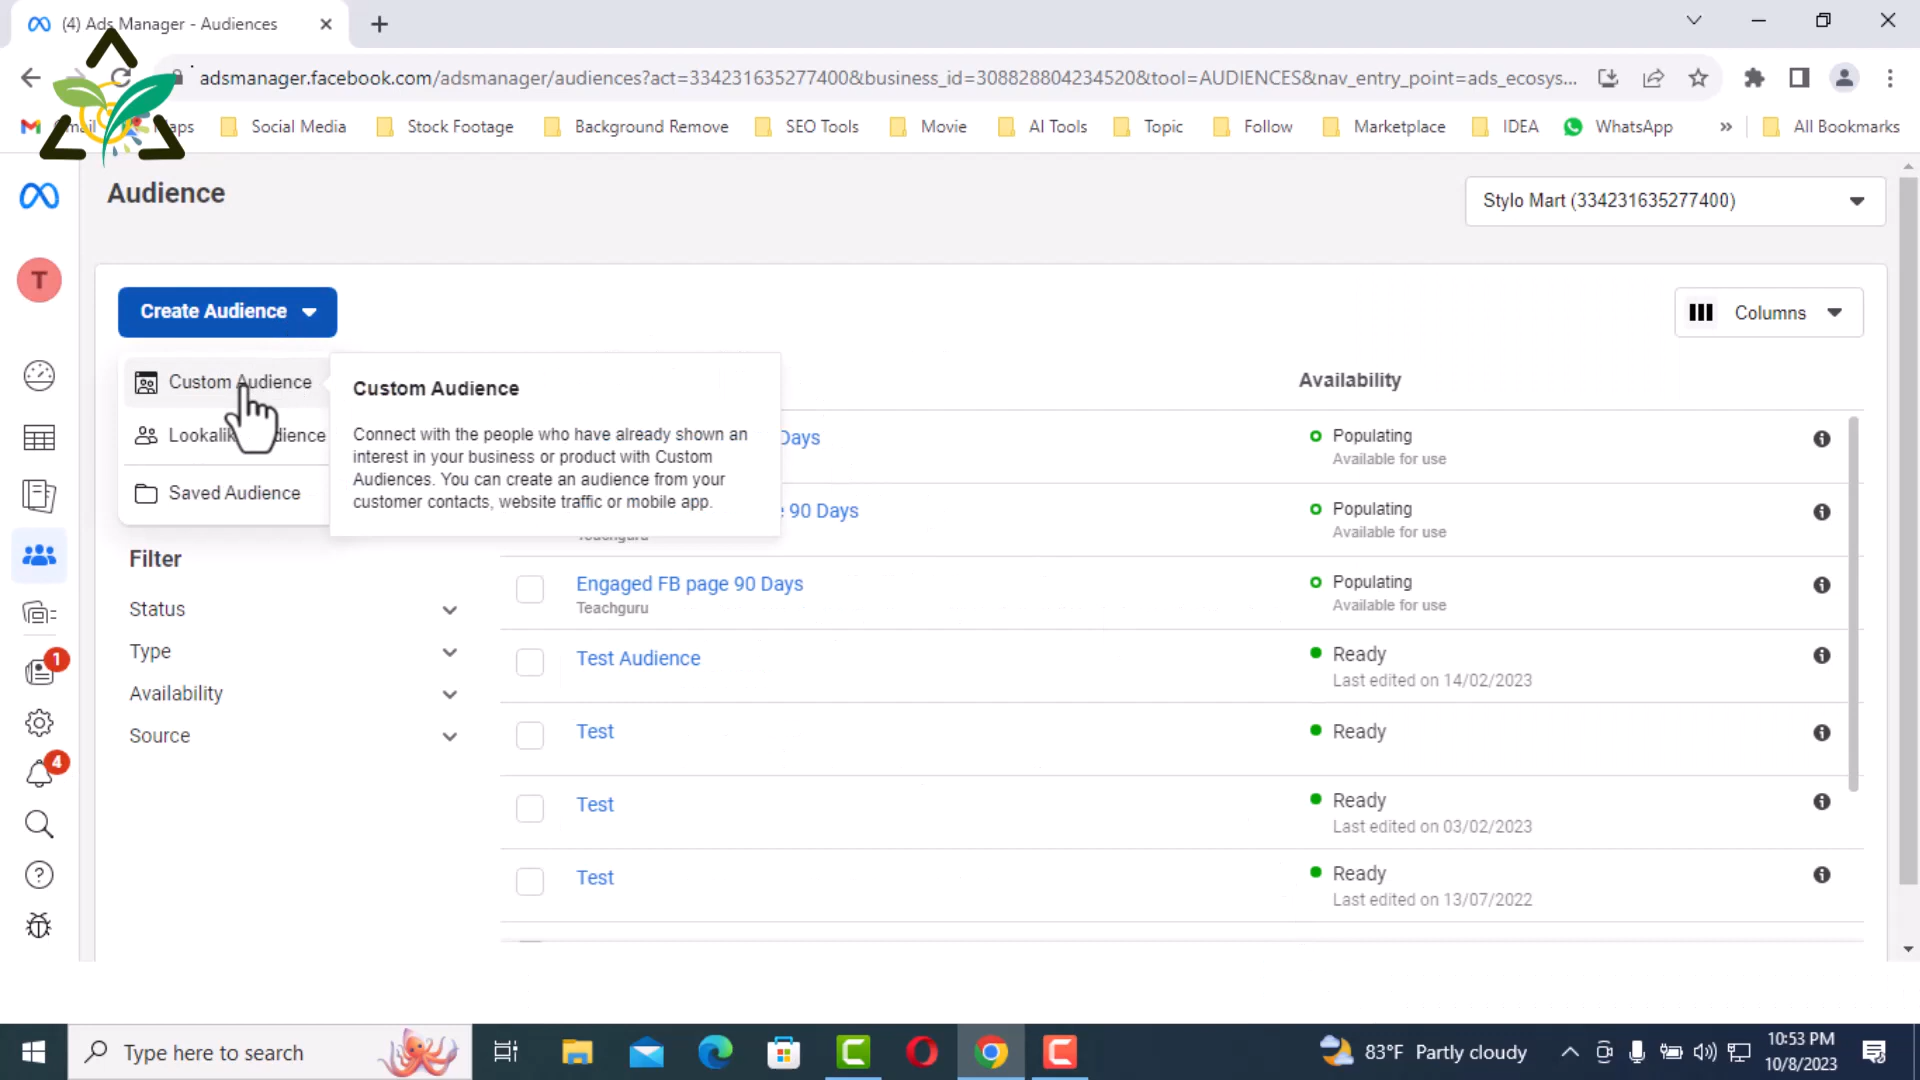 (4) Ads Manager - Audiences
adsmanager.facebook.com/adsmanager/audiences?act=334231635277400&business_id=308828804234520&tool=AUDIENCES&nav_entry_point=ads_ecosys...
Social Media
Stock Footage
Background Remove
SEO Tools
Movie
AI Tools
Topic
Follow
Marketplace
IDEA
WhatsApp
»
All Bookmarks
Audience
Stylo Mart (334231635277400)
T
Create Audience
Columns
Custom Audience
Saved Audience
Custom Audience
Connect with the people who have already shown an
interest in your business or product with Custom
Audiences. You can create an audience from your
customer contacts, website traffic or mobile app.
Availability
Days
Populating
Available for use
90 Days
Populating
Available for use
Filter
Status
Type
Availability
Source
Engaged FB page 90 Days
Teachguru
Populating
Available for use
Test Audience
Ready
Last edited on 14/02/2023
Test
Ready
Test
Ready
Last edited on 03/02/2023
Test
Ready
Last edited on 13/07/2022
1
4
Type here to search
83°F Partly cloudy
10:53 PM
10/8/2023